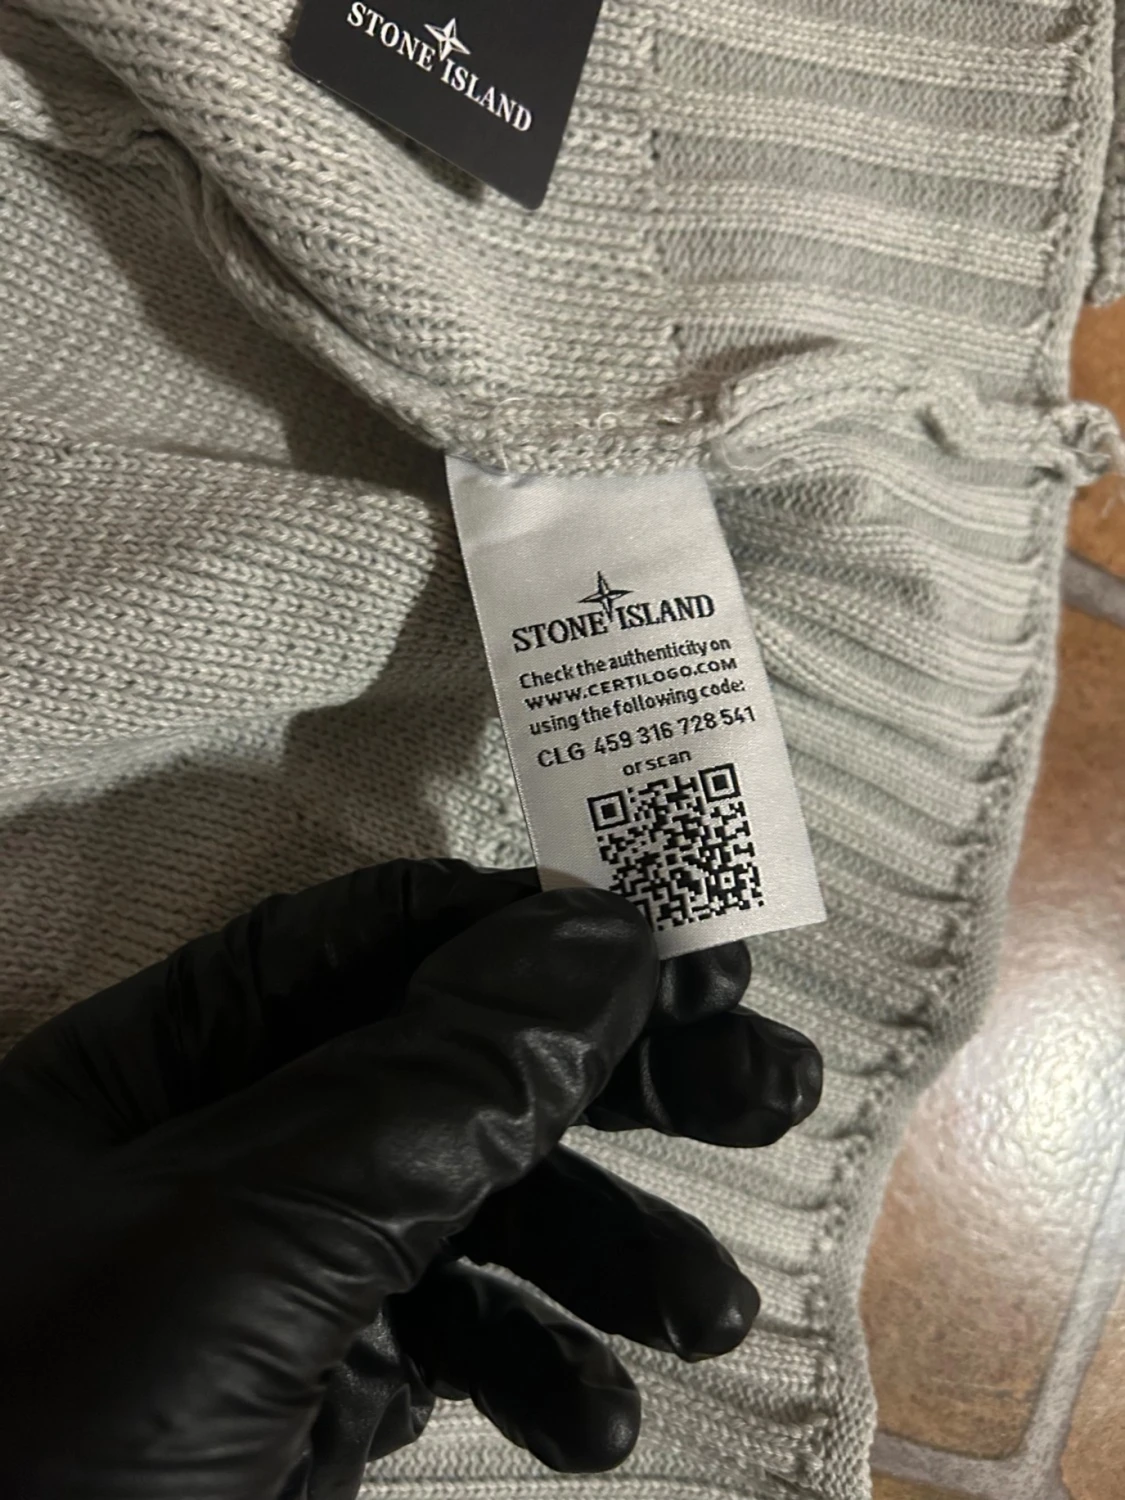 STONE ISLAND
STONE ISLAND
Check the authenticity on
WWW.CERTILOGO.COM
using the following code:
CLG 459 316 728 541
or scan